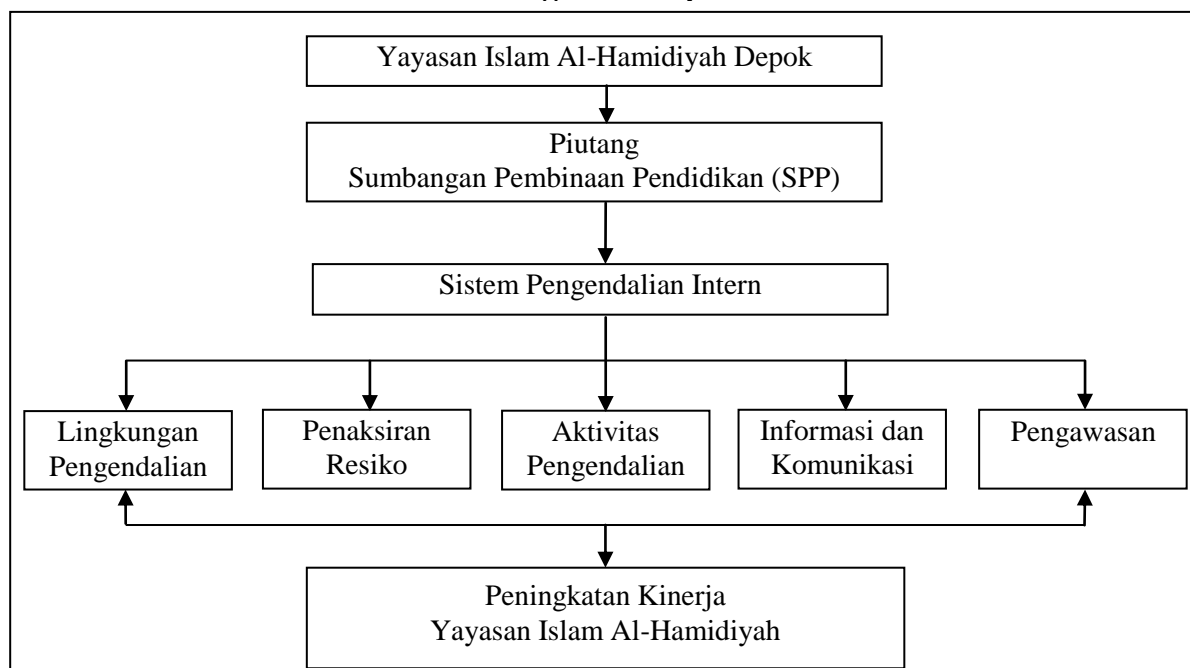 Yayasan Islam Al-Hamidiyah Depok
Piutang
Sumbangan Pembinaan Pendidikan (SPP)
Sistem Pengendalian Intern
Lingkungan
Pengendalian
Penaksiran
Resiko
Aktivitas
Pengendalian
Informasi dan
Komunikasi
Pengawasan
Peningkatan Kinerja
Yayasan Islam Al-Hamidiyah